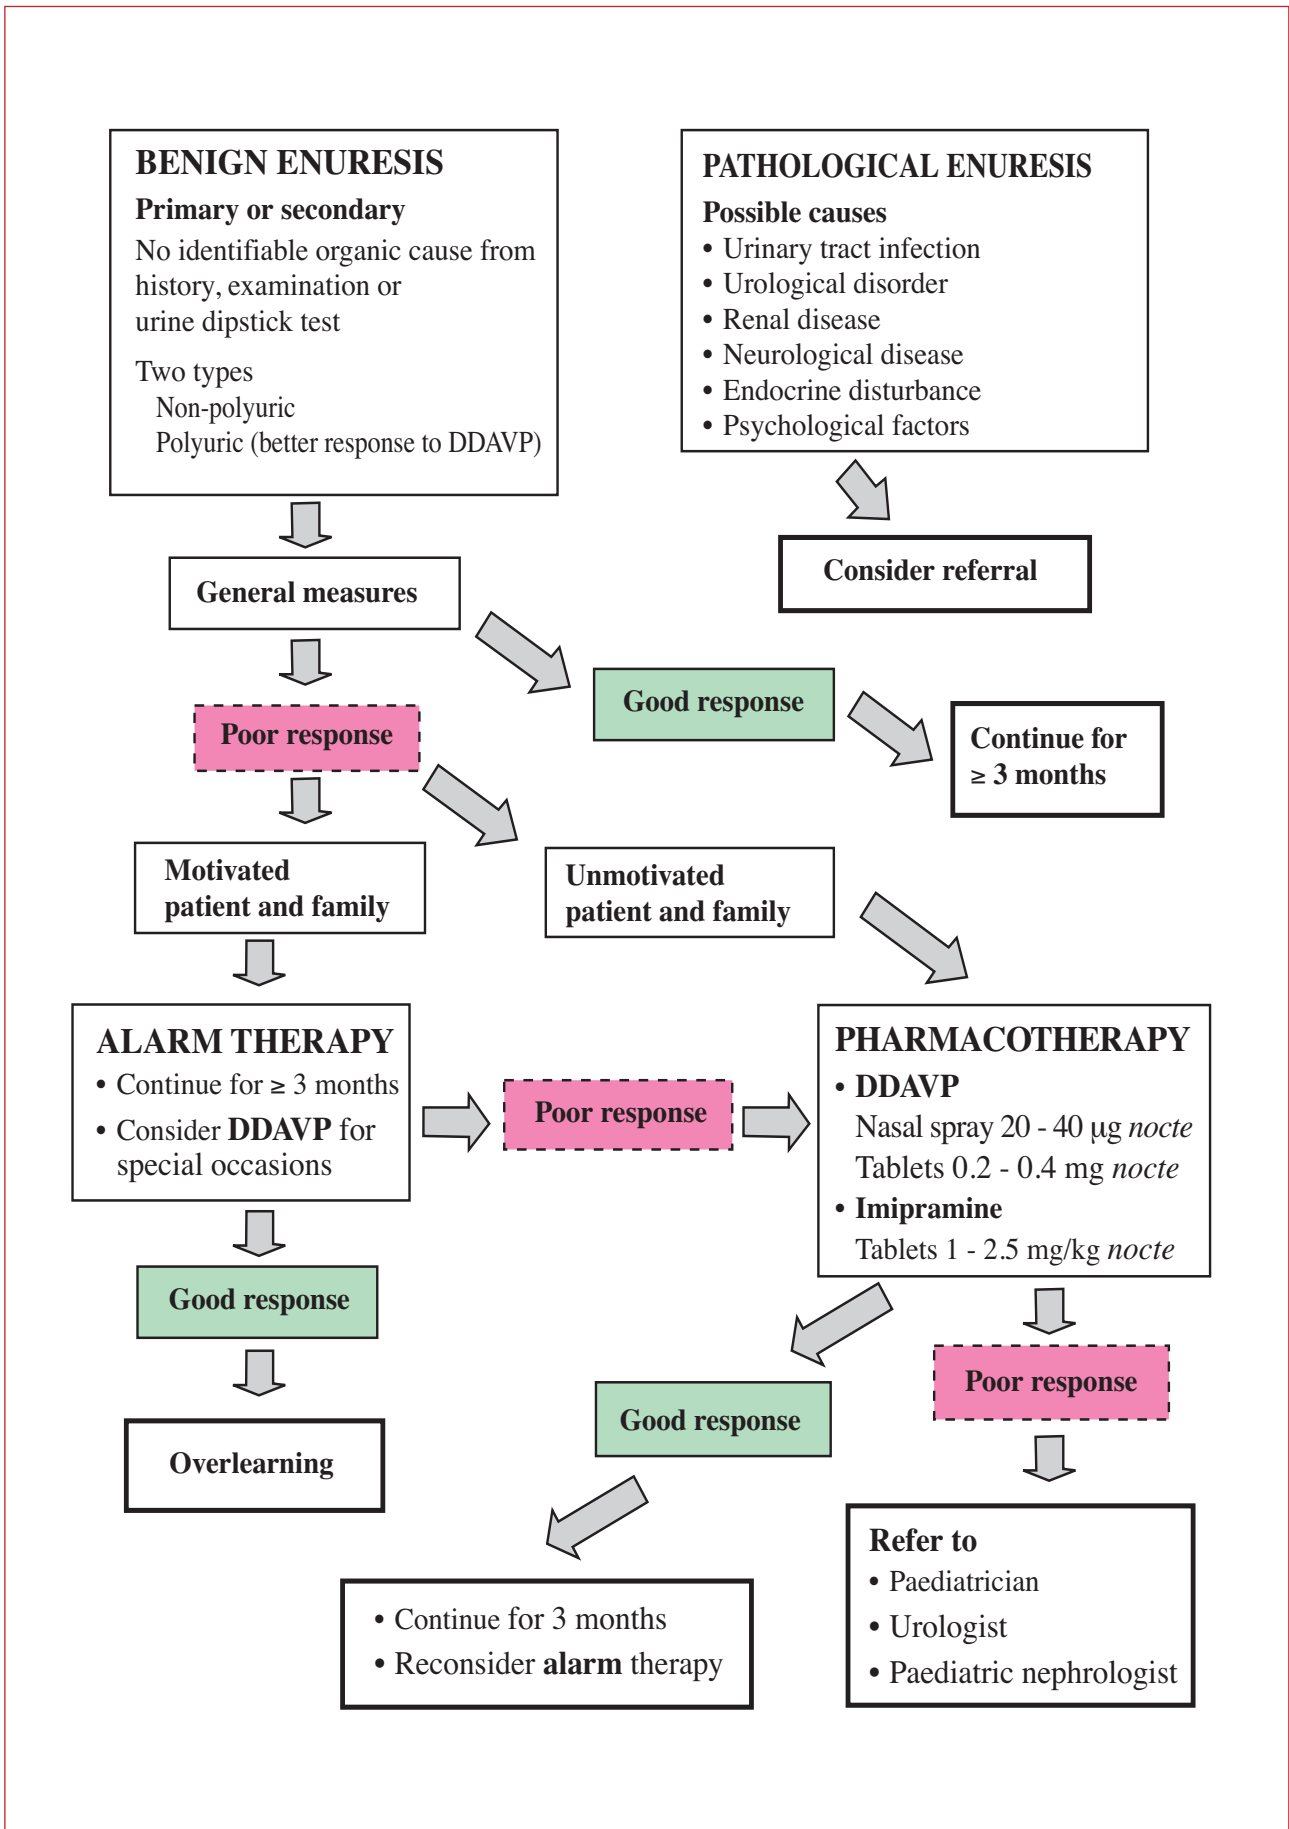 BENIGN ENURESIS
Primary or secondary
No identifiable organic cause from
history, examination or
urine dipstick test
Two types
Non-polyuric
Polyuric (better response to DDAVP)
PATHOLOGICAL ENURESIS
Possible causes
• Urinary tract infection
• Urological disorder
• Renal disease
• Neurological disease
• Endocrine disturbance
• Psychological factors
Consider referral
General measures
Good response
Continue for
≥ 3 months
Poor response
Motivated
patient and family
Unmotivated
patient and family
ALARM THERAPY
• Continue for ≥ 3 months
• Consider DDAVP for
special occasions
Poor response
PHARMACOTHERAPY
• DDAVP
Nasal spray 20 - 40 µg nocte
Tablets 0.2 - 0.4 mg nocte
• Imipramine
Tablets 1 - 2.5 mg/kg nocte
Good response
Overlearning
Good response
Poor response
• Continue for 3 months
• Reconsider alarm therapy
Refer to
• Paediatrician
• Urologist
• Paediatric nephrologist